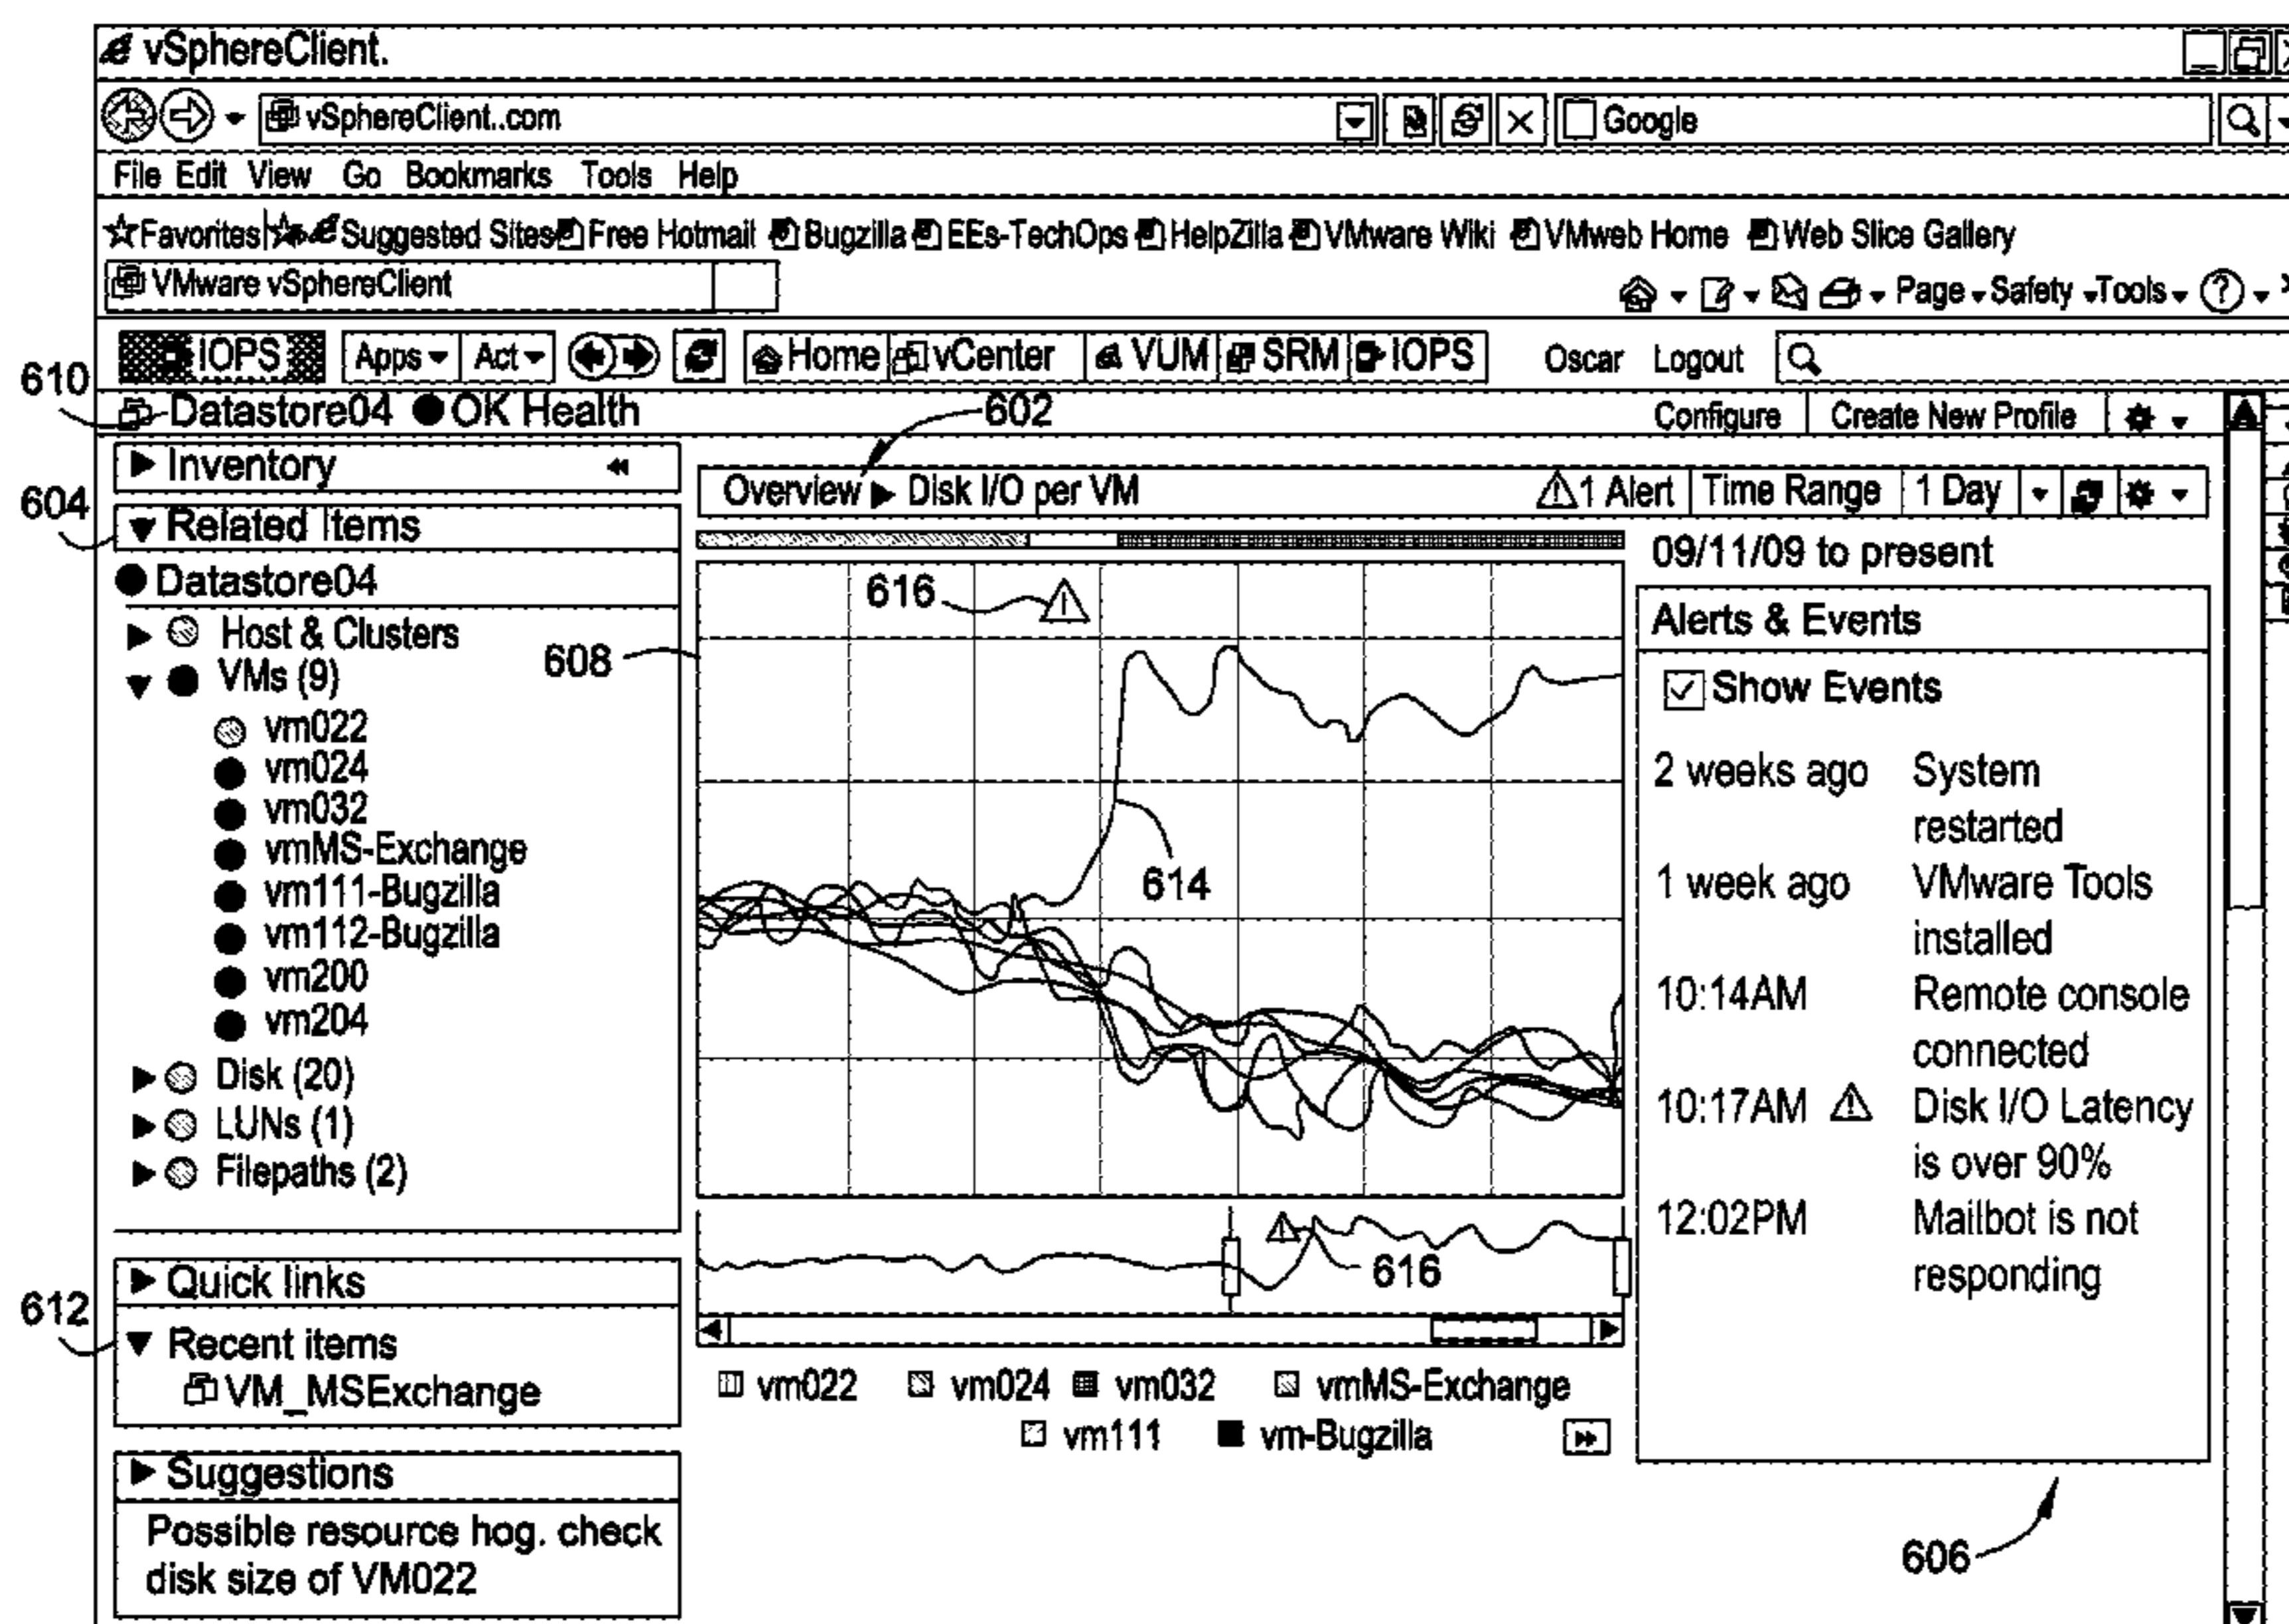 vSphereClient.
vSphereClient..com Google
File Edit View Go Bookmarks Tools Help
Favorites Suggested Sites Free Hotmail Bugzilla EEs-TechOps HelpZilla VMware Wiki VMweb Home Web Slice Gallery
VMware vSphereClient Page Safety Tools ?
IOPS Apps Act Home vCenter VUM SRM IOPS Oscar Logout
610
Datastore04 OK Health 602 Configure Create New Profile
Inventory
604
Related Items
Datastore04
Host & Clusters
VMs (9)
vm022
vm024
vm032
vmMS-Exchange
vm111-Bugzilla
vm112-Bugzilla
vm200
vm204
Disk (20)
LUNs (1)
Filepaths (2)
Quick links
612
Recent items
VM_MSExchange
Suggestions
Possible resource hog. check
disk size of VM022
Overview ▶ Disk I/O per VM 1 Alert Time Range 1 Day
616
608
614
616
vm022 vm024 vm032 vmMS-Exchange
vm111 vm-Bugzilla
09/11/09 to present
Alerts & Events
Show Events
2 weeks ago System
restarted
1 week ago VMware Tools
installed
10:14AM Remote console
connected
10:17AM Disk I/O Latency
is over 90%
12:02PM Mailbot is not
responding
606